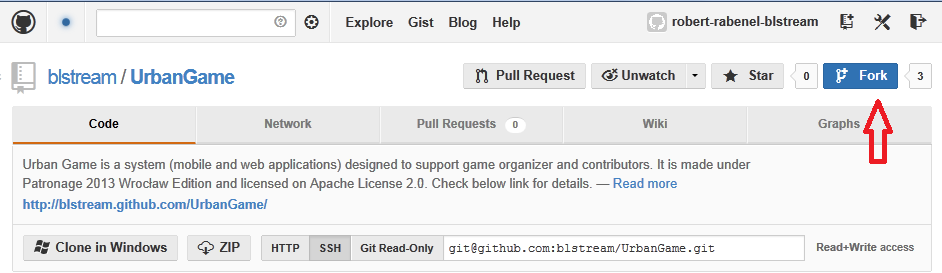 Explore Gist Blog Help robert-rabenel-blstream
blstream / UrbanGame Pull Request Unwatch Star 0 Fork 3
Code Network Pull Requests 0 Wiki Graphs
Urban Game is a system (mobile and web applications) designed to support game organizer and contributors. It is made under
Patronage 2013 Wrocław Edition and licensed on Apache License 2.0. Check below link for details. — Read more
http://blstream.github.com/UrbanGame/
Clone in Windows ZIP HTTP SSH Git Read-Only git@github.com:blstream/UrbanGame.git Read+Write access